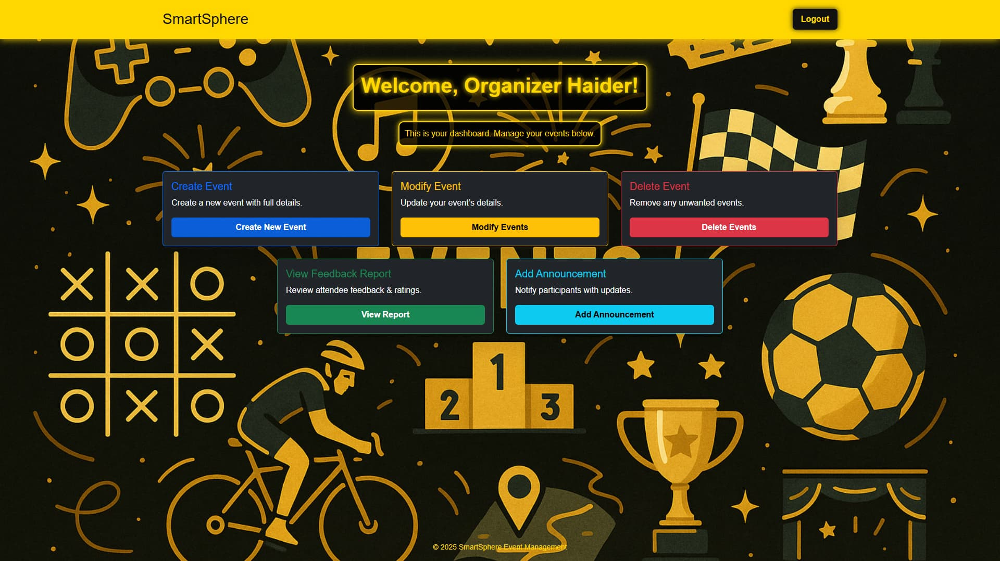 SmartSphere
Logout
Welcome, Organizer Haider!
This is your dashboard. Manage your events below.
Create Event
Create a new event with full details.
Create New Event
Modify Event
Update your event’s details.
Modify Events
Delete Event
Remove any unwanted events.
Delete Events
View Feedback Report
Review attendee feedback & ratings.
View Report
Add Announcement
Notify participants with updates.
Add Announcement
1
2
3
© 2025 SmartSphere Event Management